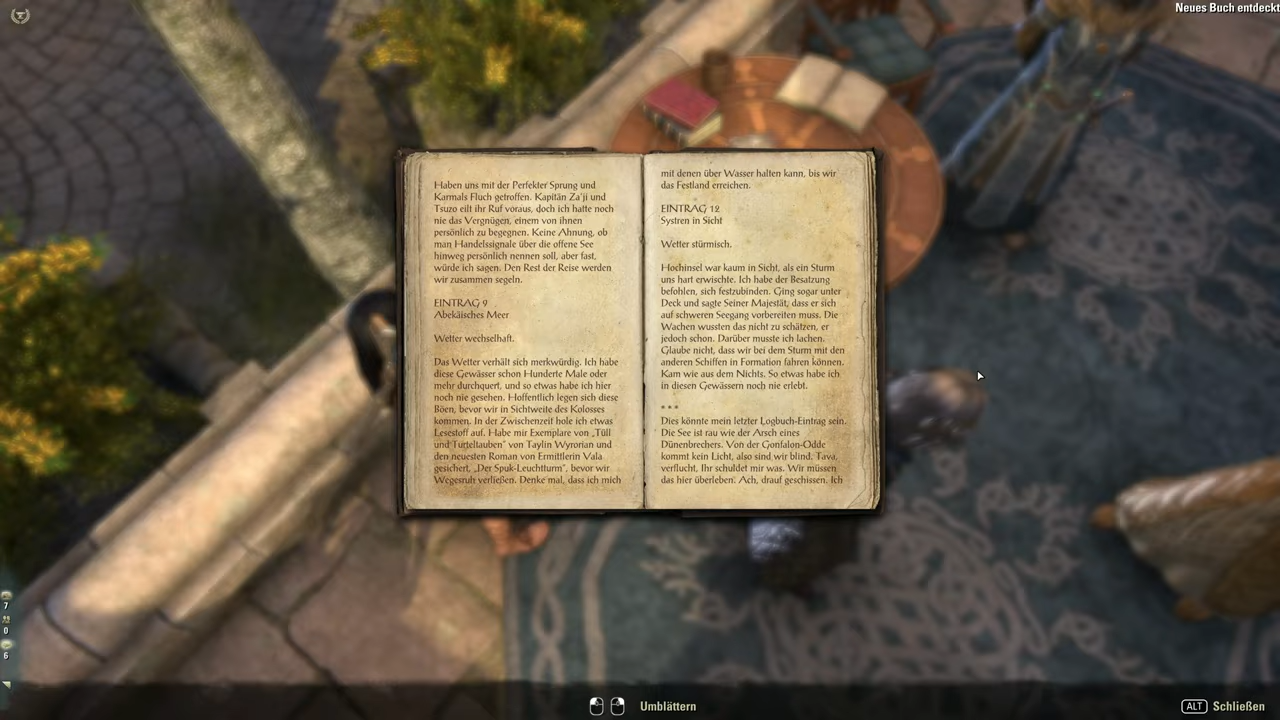 Neues Buch entdeckt
Haben uns mit der Perfekter Sprung und
Karmals Fluch getroffen. Kapitän Za'ji und
Tsuzo eilt ihr Ruf voraus, doch ich hatte noch
nie das Vergnügen, einem von ihnen
persönlich zu begegnen. Keine Ahnung, ob
man Handelssignale über die offene See
hinweg persönlich nennen soll, aber fast,
würde ich sagen. Den Rest der Reise werden
wir zusammen segeln.
EINTRAG 9
Abekäisches Meer
Wetter wechselhaft.
Das Wetter verhält sich merkwürdig. Ich habe
diese Gewässer schon Hunderte Male oder
mehr durchquert, und so etwas habe ich hier
noch nie gesehen. Hoffentlich legen sich diese
Böen, bevor wir in Sichtweite des Kolosses
kommen. In der Zwischenzeit hole ich etwas
Lesestoff auf. Habe mir Exemplare von „Tüll
und Turteltauben“ von Taylin Wyrorian und
den neuesten Roman von Ermittlerin Vala
gesichert, „Der Spuk-Leuchtturm“, bevor wir
Wegesruh verließen. Denke mal, dass ich mich
mit denen über Wasser halten kann, bis wir
das Festland erreichen.
EINTRAG 12
Systren in Sicht
Wetter stürmisch.
Hochinsel war kaum in Sicht, als ein Sturm
uns hart erwischte. Ich habe der Besatzung
befohlen, sich festzubinden. Ging sogar unter
Deck und sagte Seiner Majestät, dass er sich
auf schweren Seegang vorbereiten muss. Die
Wachen wussten das nicht zu schätzen, er
jedoch schon. Darüber musste ich lachen.
Glaube nicht, dass wir bei dem Sturm mit den
anderen Schiffen in Formation fahren können.
Kam wie aus dem Nichts. So etwas habe ich
in diesen Gewässern noch nie erlebt.
* * *
Dies könnte mein letzter Logbuch-Eintrag sein.
Die See ist rau wie der Arsch eines
Dünenbrechers. Von der Gonfalon-Odde
kommt kein Licht, also sind wir blind. Tava,
verflucht, Ihr schuldet mir was. Wir müssen
das hier überleben. Ach, drauf geschissen. Ich
7
0
6
Umblättern
ALT Schließen